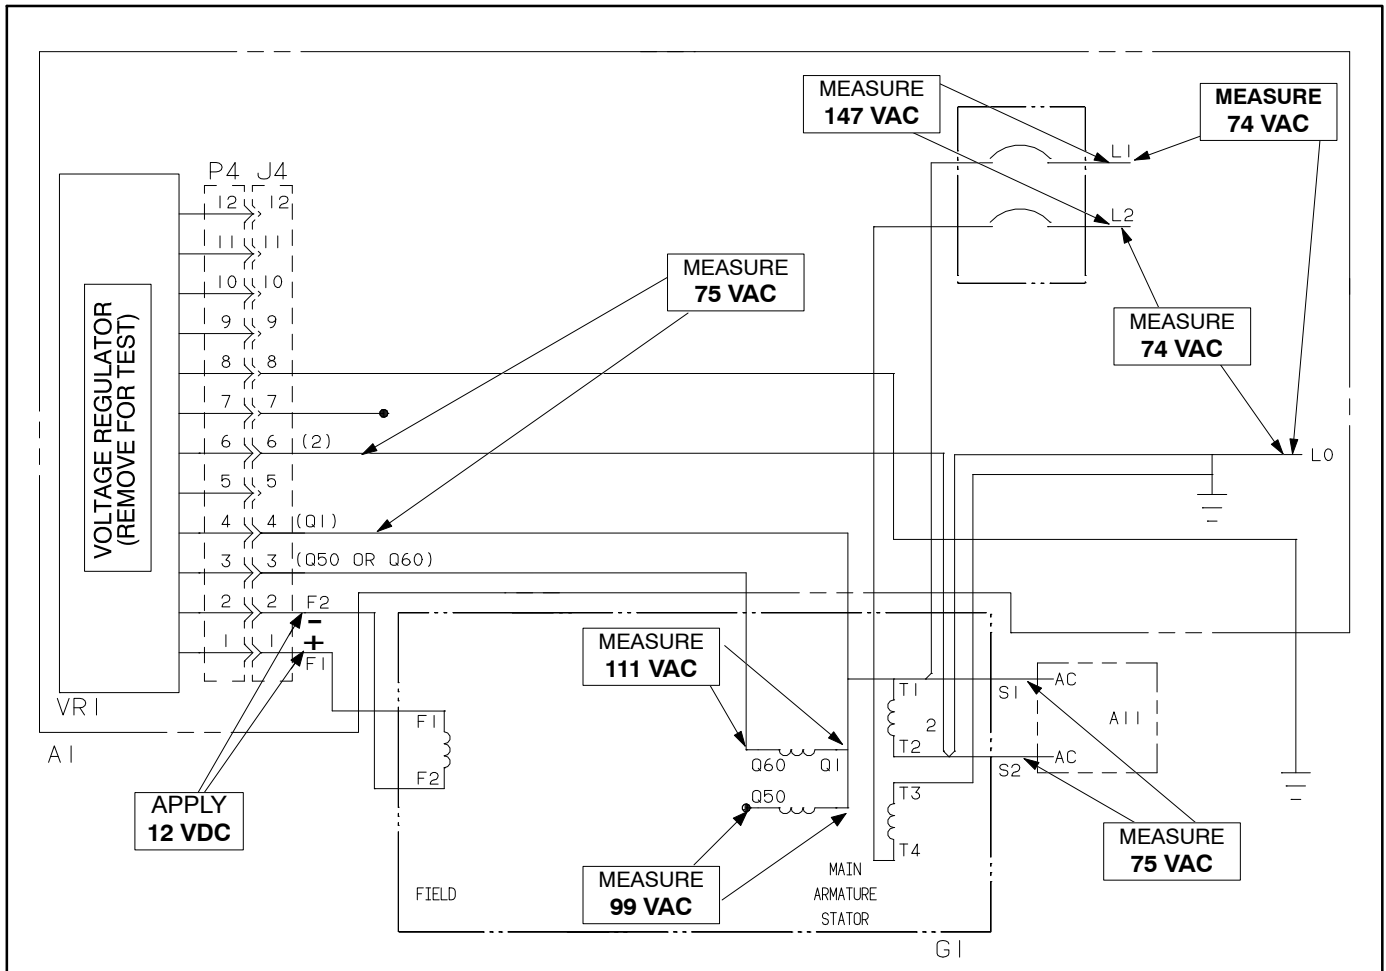 MEASURE
147 VAC
MEASURE
74 VAC
L1
L2
P4 J4
12 12
11 11
10 10
9 9
8 8
7 7
6 6 (2)
5 5
4 4 (Q1)
3 3 (Q50 OR Q60)
2 2 F2
-
+
1 1 F1
VOLTAGE REGULATOR
(REMOVE FOR TEST)
MEASURE
75 VAC
MEASURE
74 VAC
L0
VR1
A1
APPLY
12 VDC
F1
F2
FIELD
MEASURE
111 VAC
Q60 Q1
Q50
MEASURE
99 VAC
T1
2
T2
T3
T4
MAIN
ARMATURE
STATOR
G1
S1
AC
A11
AC
S2
MEASURE
75 VAC